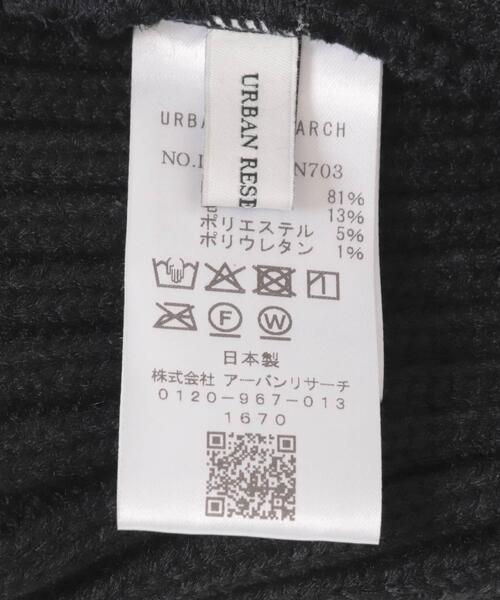 URBAN RESE
URB ARCH
NO.I N703
81%
13%
ポリエステル 5%
ポリウレタン 1%
F W
日本製
株式会社 アーバンリサーチ
0120-967-013
1670